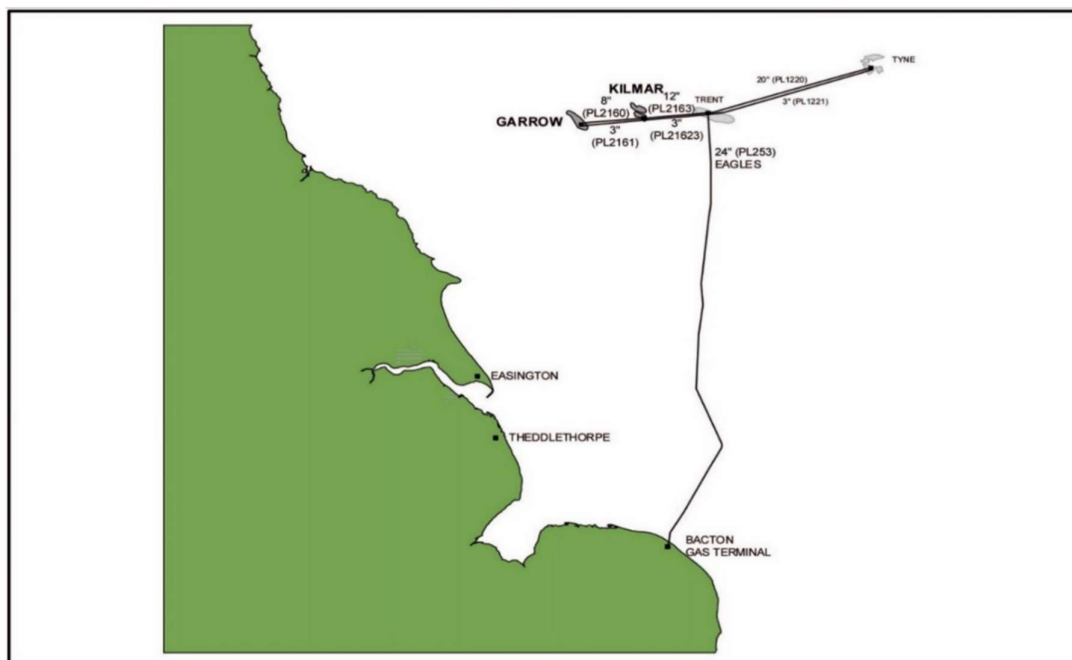 TYNE
20" (PL1220)
3" (PL1221)
KILMAR
8"
(PL2160)
12"
(PL2163)
TRENT
GARROW
3"
(PL2161)
3"
(PL21623)
24" (PL253)
EAGLES
EASINGTON
THEDDLETHORPE
BACTON
GAS TERMINAL